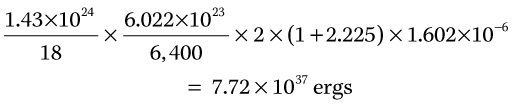 1.43×10²⁴/18 × 6.022×10²³/6,400 × 2 × (1+2.225) × 1.602×10⁻⁶
= 7.72 × 10³⁷ ergs